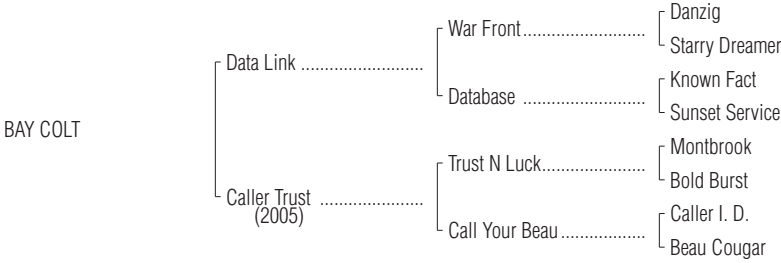 Danzig
War Front..........................
Starry Dreamer
Data Link ..........................
Known Fact
Database ..........................
Sunset Service
BAY COLT
Montbrook
Trust N Luck......................
Bold Burst
Caller Trust ......................
(2005)
Caller I. D.
Call Your Beau..................
Beau Cougar